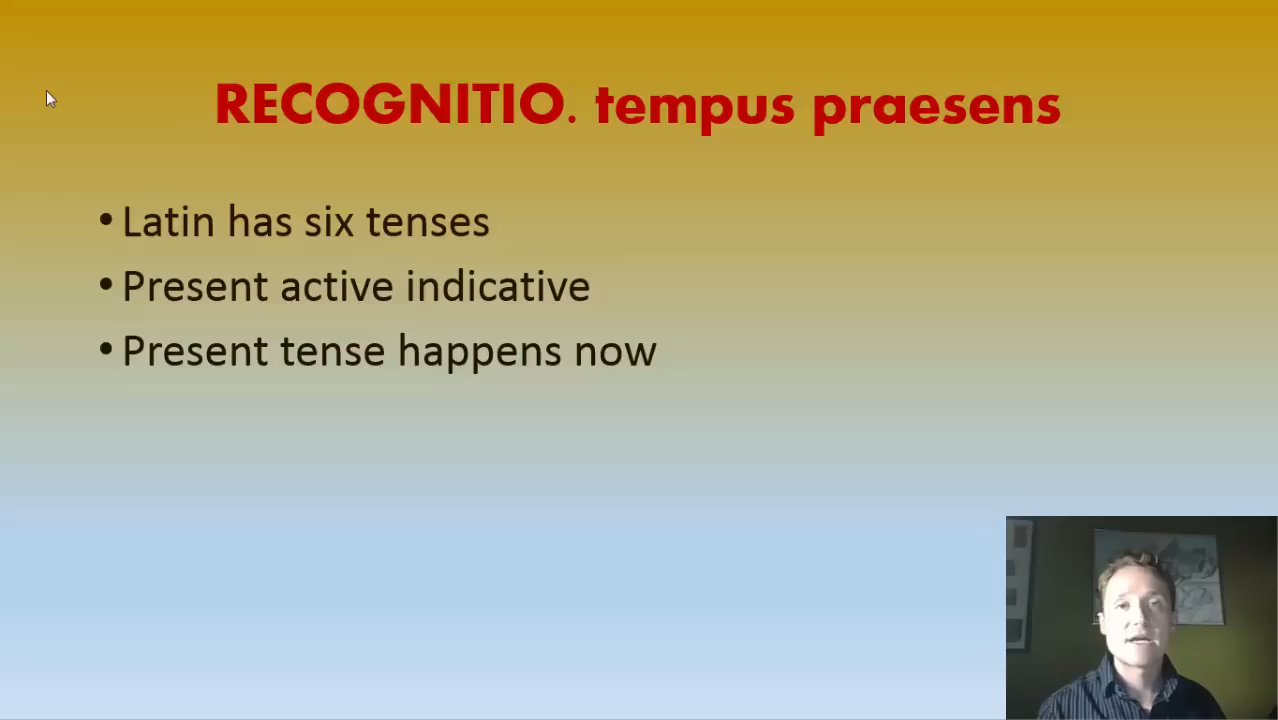 RECOGNITIO. tempus praesens
• Latin has six tenses
• Present active indicative
• Present tense happens now